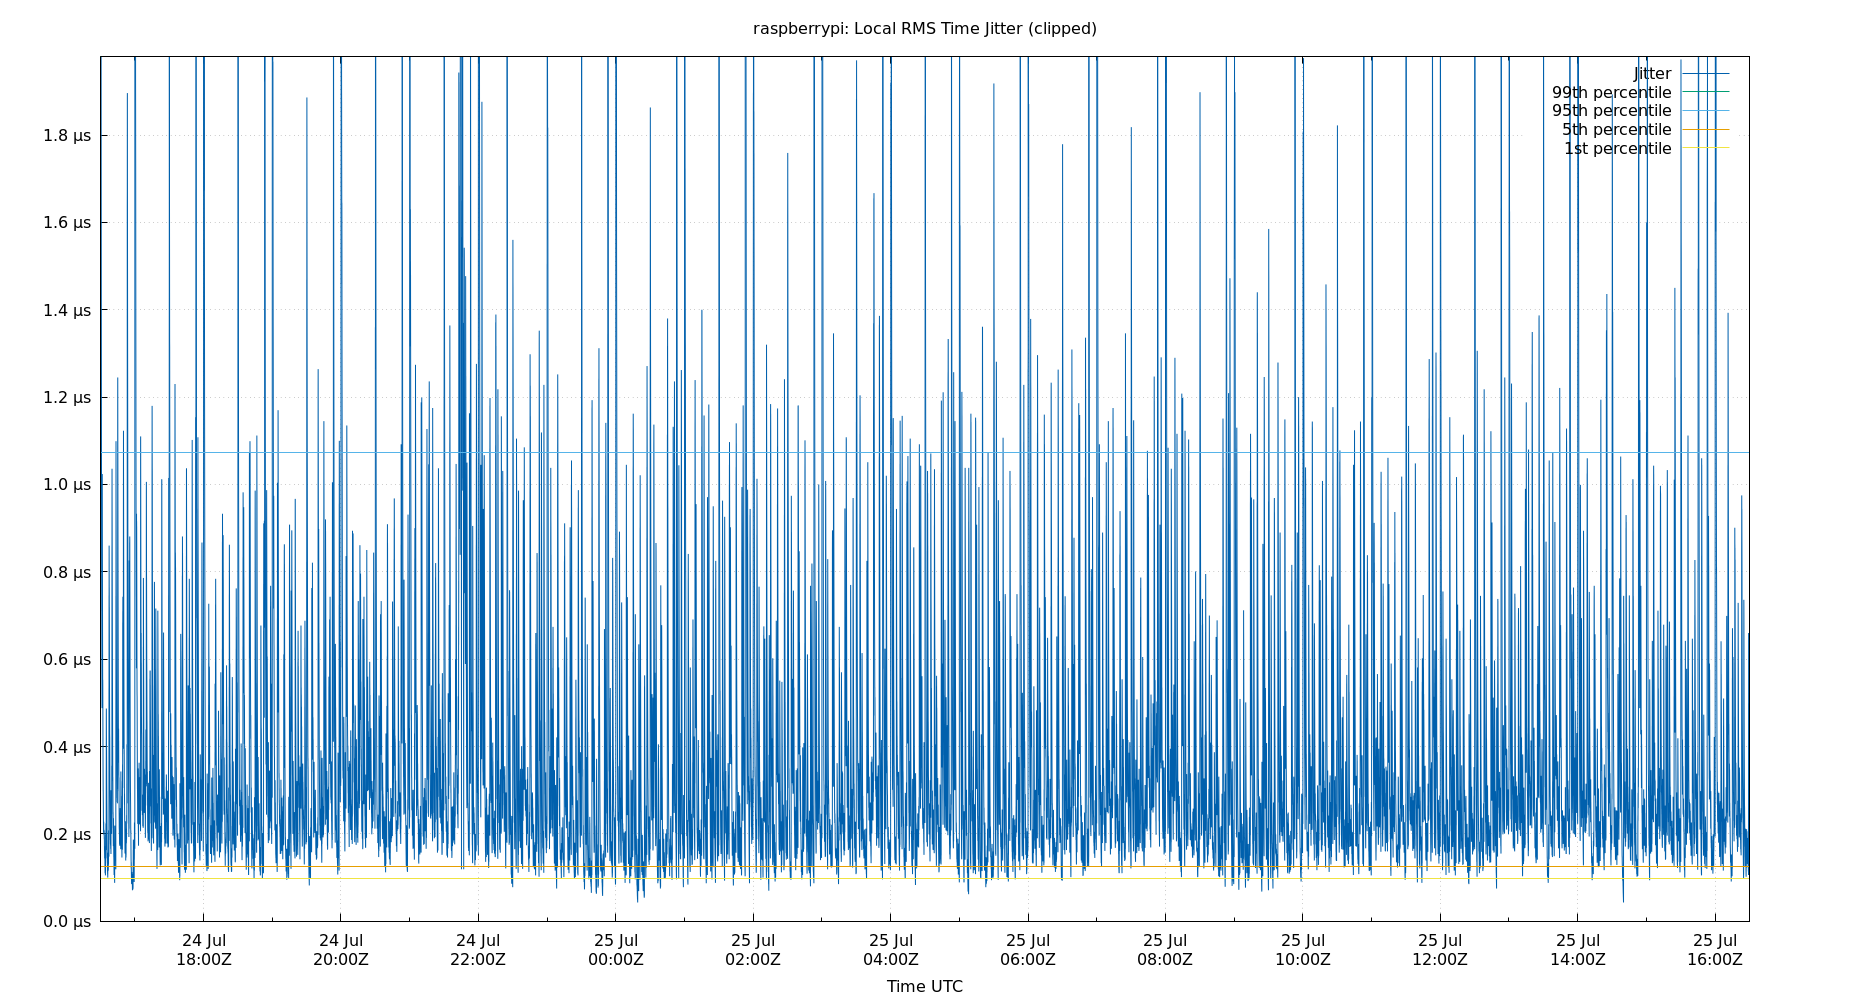 raspberrypi: Local RMS Time Jitter (clipped)
Jitter
99th percentile
95th percentile
5th percentile
1st percentile
1.8 μs
1.6 μs
1.4 μs
1.2 μs
1.0 μs
0.8 μs
0.6 μs
0.4 μs
0.2 μs
0.0 μs
24 Jul 24 Jul 24 Jul 25 Jul 25 Jul 25 Jul 25 Jul 25 Jul 25 Jul 25 Jul 25 Jul 25 Jul
18:00Z 20:00Z 22:00Z 00:00Z 02:00Z 04:00Z 06:00Z 08:00Z 10:00Z 12:00Z 14:00Z 16:00Z
Time UTC